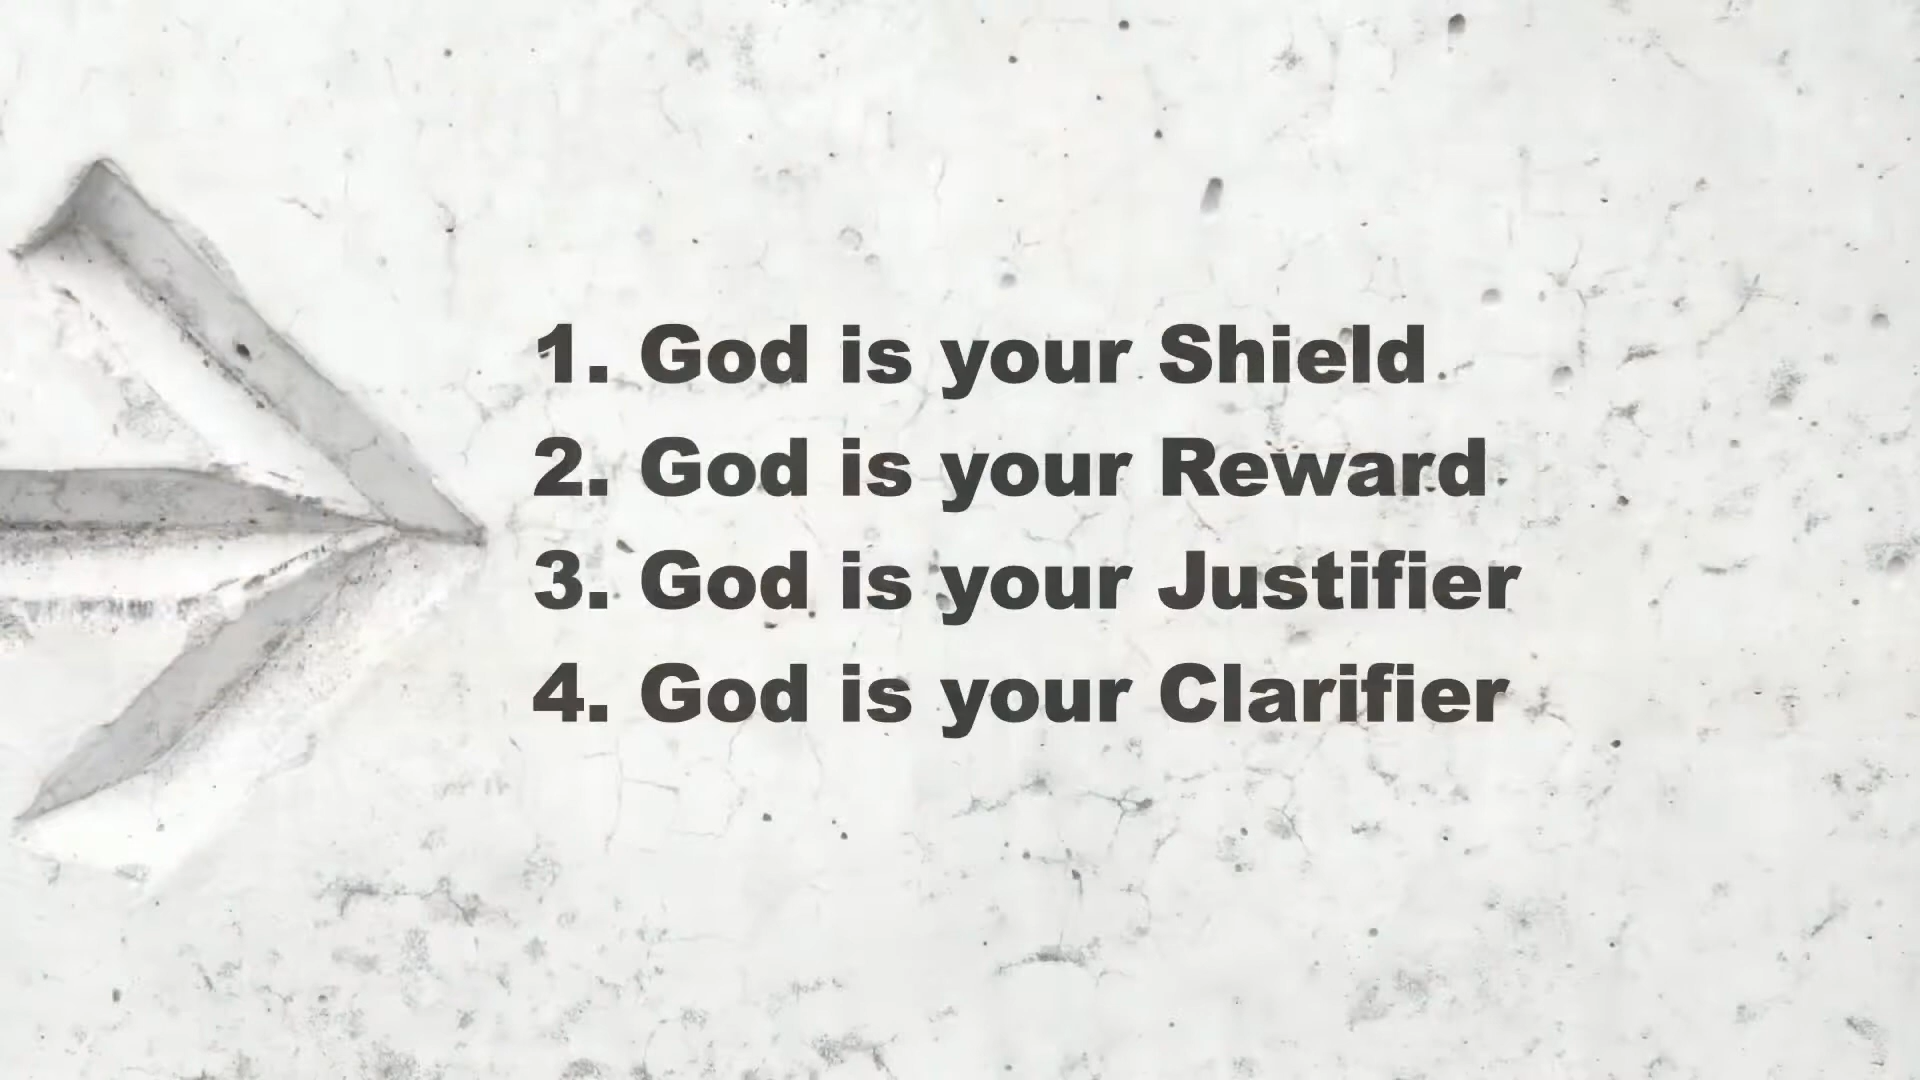 1. God is your Shield
2. God is your Reward
3. God is your Justifier
4. God is your Clarifier